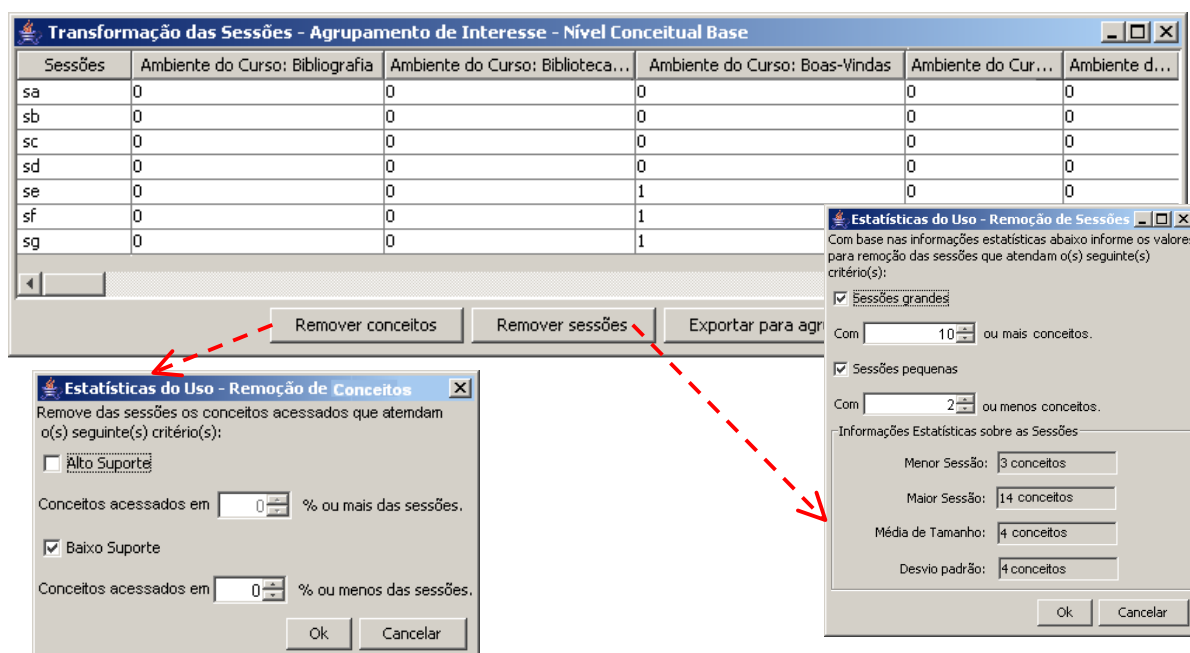 Transformação das Sessões - Agrupamento de Interesse - Nível Conceitual Base
Sessões Ambiente do Curso: Bibliografia Ambiente do Curso: Biblioteca... Ambiente do Curso: Boas-Vindas Ambiente do Cur... Ambiente d...
sa 0 0 0 0 0
sb 0 0 0 0 0
sc 0 0 0 0 0
sd 0 0 0 0 0
se 0 0 1 0 0
sf 0 0 1
sg 0 0 1
Remover conceitos Remover sessões Exportar para agru
Estatísticas do Uso - Remoção de Conceitos
Remove das sessões os conceitos acessados que atemdam
o(s) seguinte(s) critério(s):
Alto Suporte
Conceitos acessados em 0 % ou mais das sessões.
Baixo Suporte
Conceitos acessados em 0 % ou menos das sessões.
Ok Cancelar
Estatísticas do Uso - Remoção de Sessões
Com base nas informações estatísticas abaixo informe os valores
para remoção das sessões que atendam o(s) seguinte(s)
critério(s):
Sessões grandes
Com 10 ou mais conceitos.
Sessões pequenas
Com 2 ou menos conceitos.
Informações Estatísticas sobre as Sessões
Menor Sessão: 3 conceitos
Maior Sessão: 14 conceitos
Média de Tamanho: 4 conceitos
Desvio padrão: 4 conceitos
Ok Cancelar